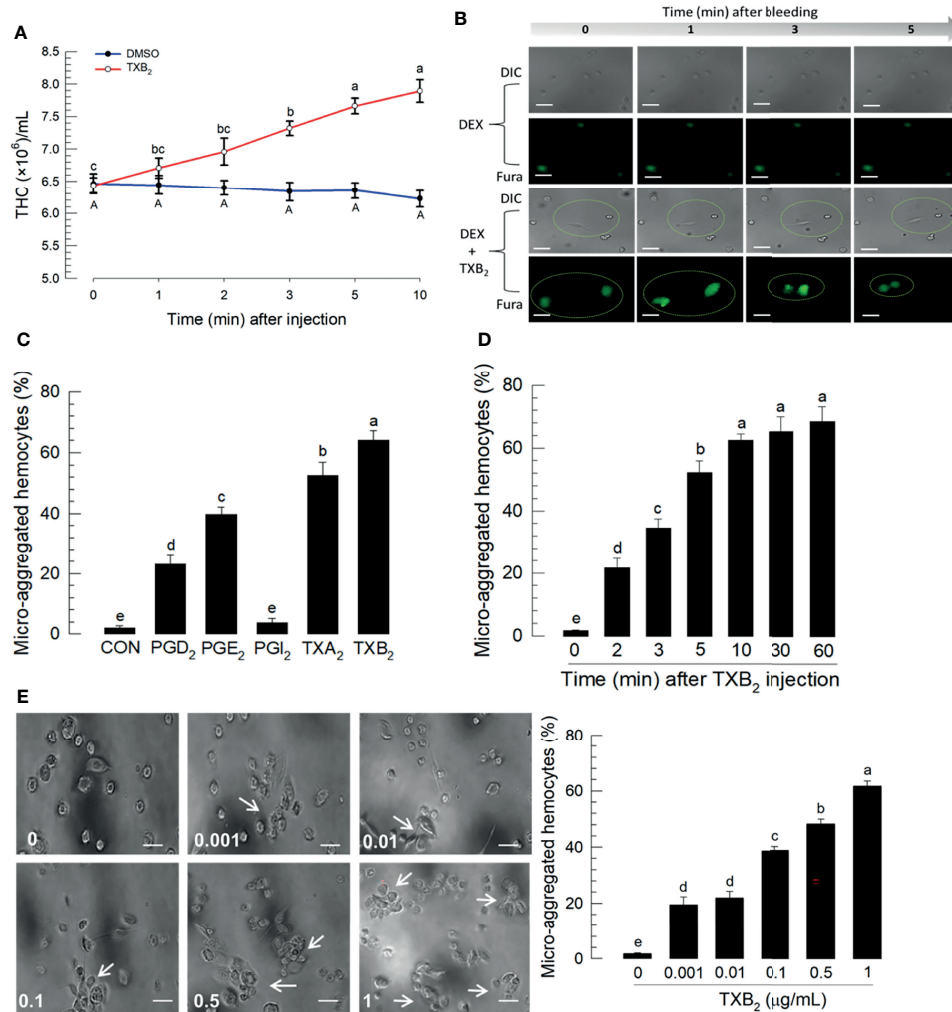 A
DMSO
TXB2
THC (×10⁶)/mL
8.5
8.0
7.5
7.0
6.5
6.0
5.5
5.0
c bc bc b a a
A A A A A A
0 1 2 3 5 10
Time (min) after injection
B
Time (min) after bleeding
0 1 3 5
DIC
DEX
Fura
DIC
DEX
+
TXB2
Fura
C
Micro-aggregated hemocytes (%)
80
60
40
20
0
e d c e b a
CON PGD2 PGE2 PGI2 TXA2 TXB2
D
Micro-aggregated hemocytes (%)
80
60
40
20
0
e d c b a a a
0 2 3 5 10 30 60
Time (min) after TXB2 injection
E
0 0.001 0.01
0.1 0.5 1
Micro-aggregated hemocytes (%)
80
60
40
20
0
e d d c b a
0 0.001 0.01 0.1 0.5 1
TXB2 (μg/mL)